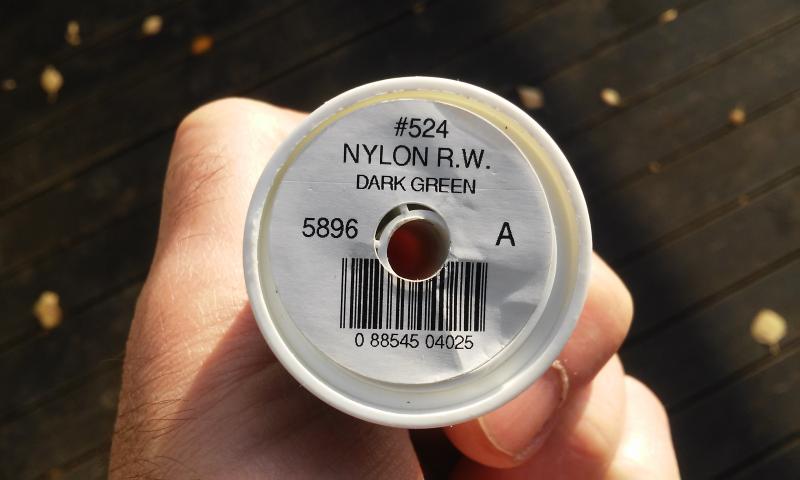 #524
NYLON R.W.
DARK GREEN
5896 A
0 88545 04025